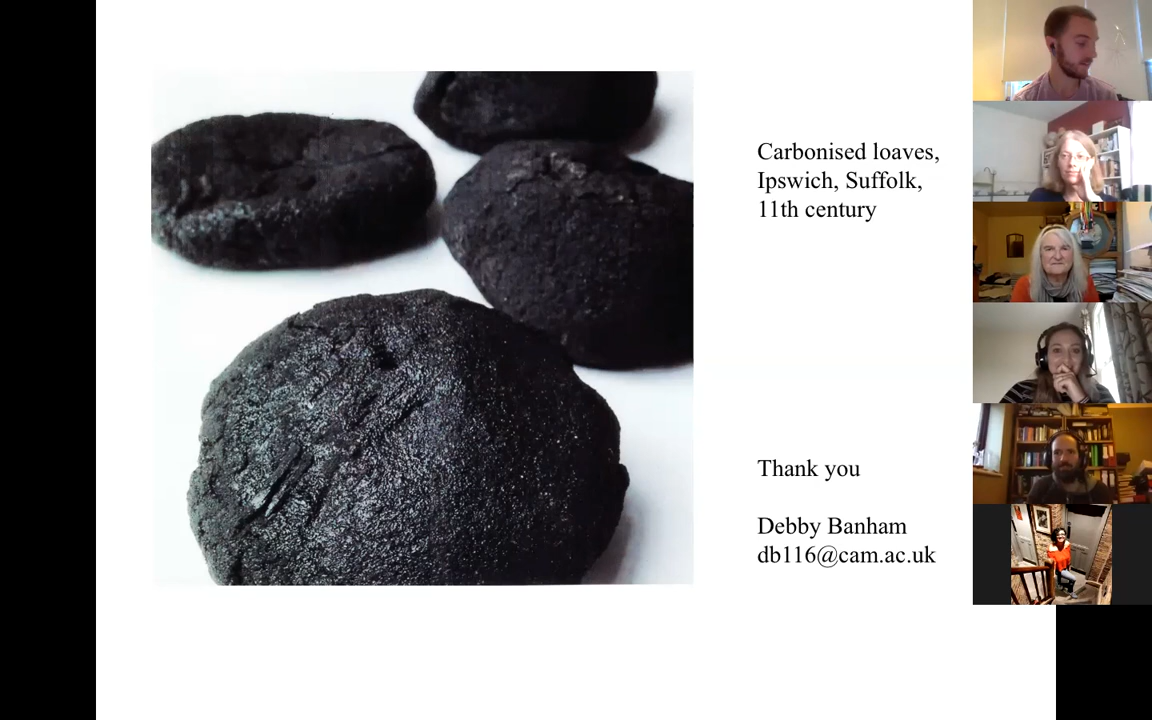 Carbonised loaves,
Ipswich, Suffolk,
11th century
Thank you
Debby Banham
db116@cam.ac.uk